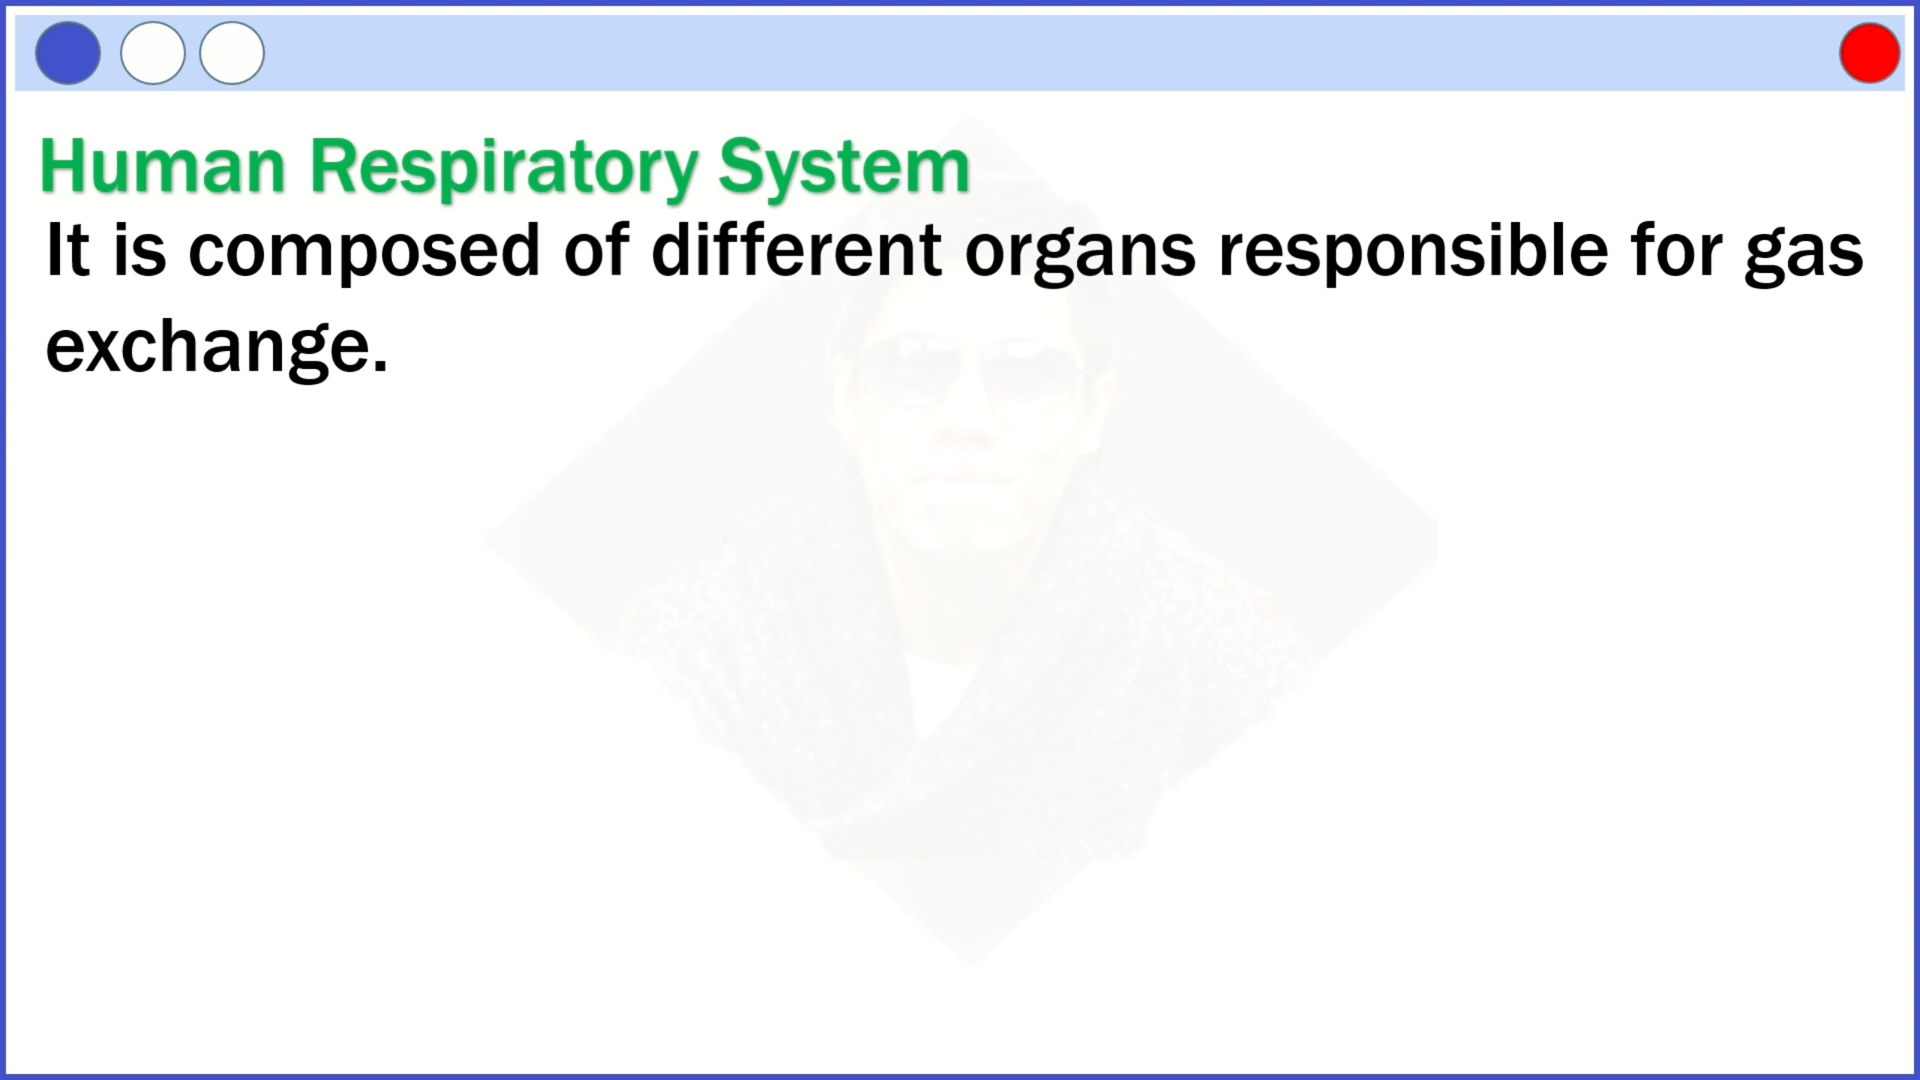 Human Respiratory System
It is composed of different organs responsible for gas
exchange.